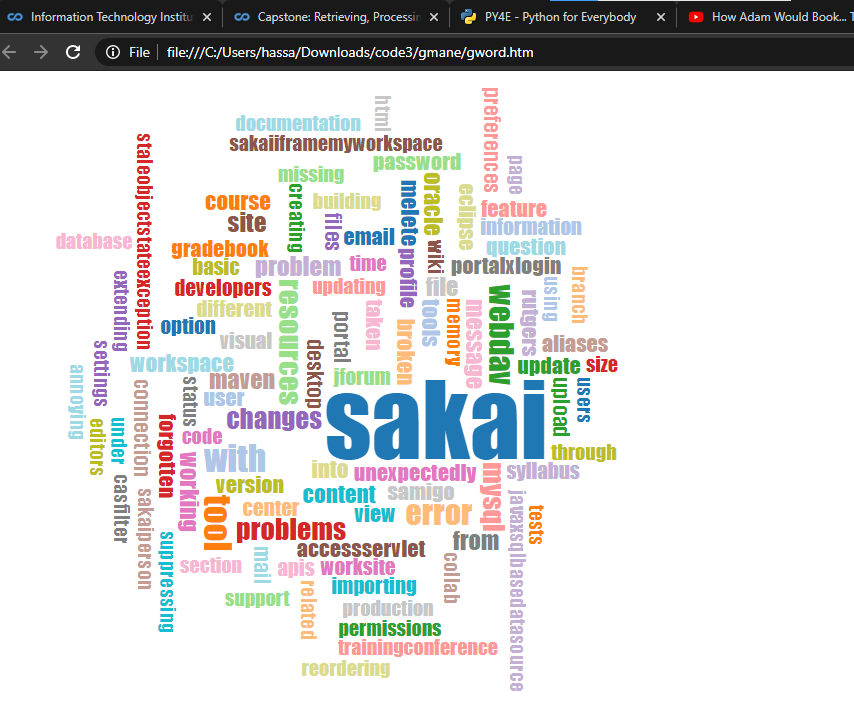 Information Technology Institu
Capstone: Retrieving, Processin
PY4E - Python for Everybody
How Adam Would Book... T
File
file:///C:/Users/hassa/Downloads/code3/gmane/gword.htm
html
preferences
documentation
sakaiiframemyworkspace
staleobjectstateexception
password
page
missing
oracle
melete
creating
eclipse
course
building
feature
site
files
information
database
email
wiki
question
gradebook
basic
problem
time
profile
portalxlogin
branch
extending
developers
resources
updating
file
using
webdav
rutgers
different
taken
tools
memory
message
option
portal
broken
visual
aliases
settings
desktop
workspace
update
size
annoying
maven
jforum
connection
status
user
sakai
upload
users
changes
editors
under
forgotten
code
with
through
working
into
unexpectedly
syllabus
mysql
casfilter
version
content
samigo
sakaiperson
tool
center
view
error
javaxsqlbasedatasource
tests
problems
suppressing
accessservlet
from
mail
section
apis
worksite
collab
importing
related
support
production
permissions
trainingconference
reordering